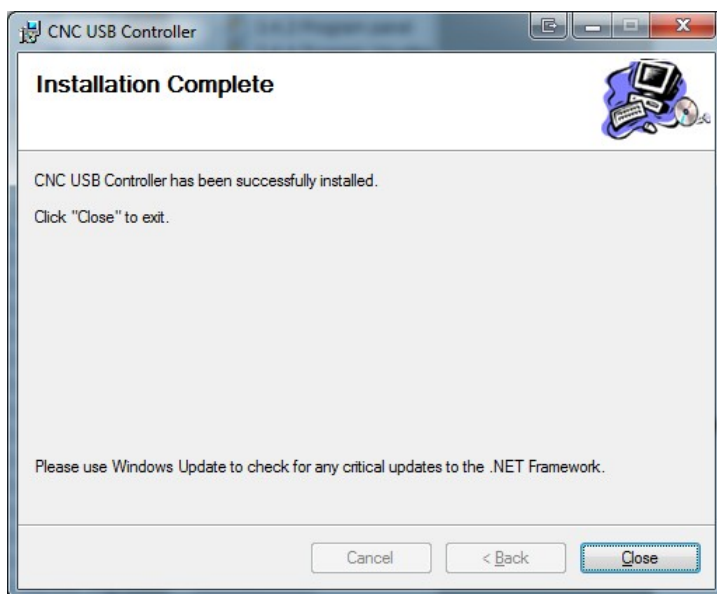 CNC USB Controller
Installation Complete
CNC USB Controller has been successfully installed.
Click "Close" to exit.
Please use Windows Update to check for any critical updates to the .NET Framework.
Cancel
< Back
Close